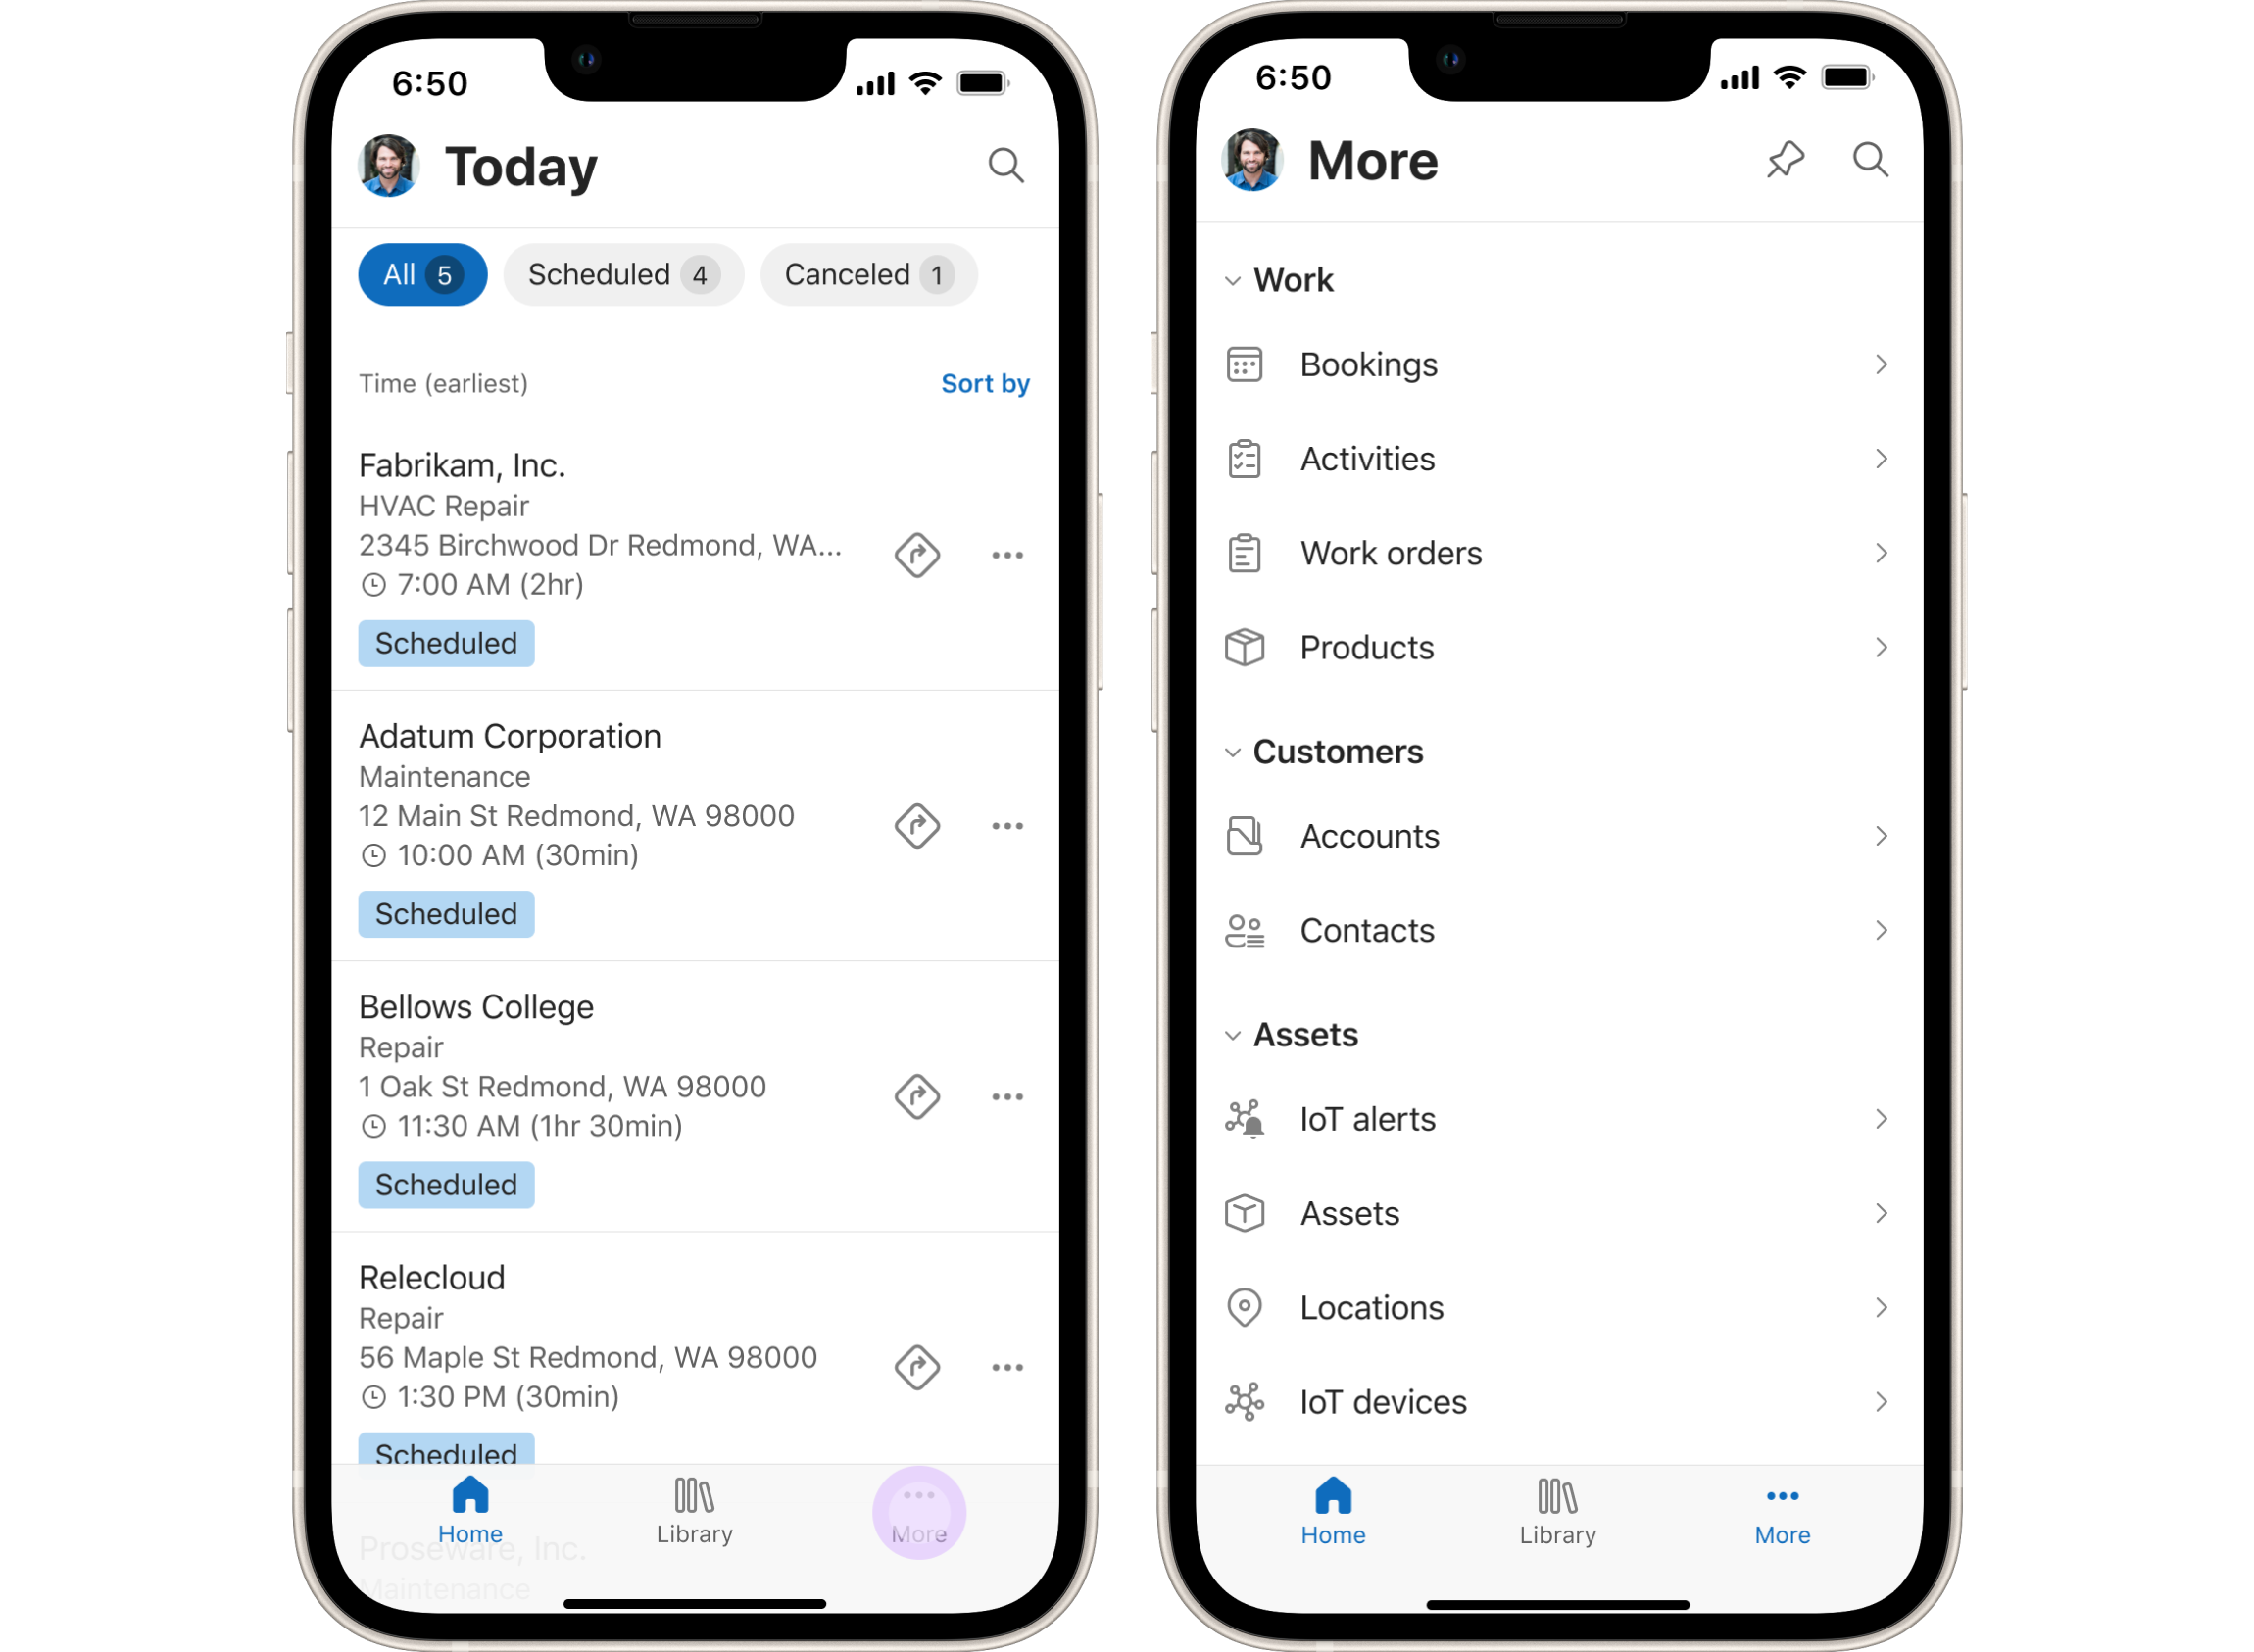 6:50
Today
All 5
Scheduled 4
Canceled 1
Time (earliest)
Sort by
Fabrikam, Inc.
HVAC Repair
2345 Birchwood Dr Redmond, WA...
7:00 AM (2hr)
Scheduled
Adatum Corporation
Maintenance
12 Main St Redmond, WA 98000
10:00 AM (30min)
Scheduled
Bellows College
Repair
1 Oak St Redmond, WA 98000
11:30 AM (1hr 30min)
Scheduled
Relecloud
Repair
56 Maple St Redmond, WA 98000
1:30 PM (30min)
Scheduled
Proseware, Inc.
Maintenance
Home
Library
More
6:50
More
Work
Bookings
Activities
Work orders
Products
Customers
Accounts
Contacts
Assets
IoT alerts
Assets
Locations
IoT devices
Home
Library
More